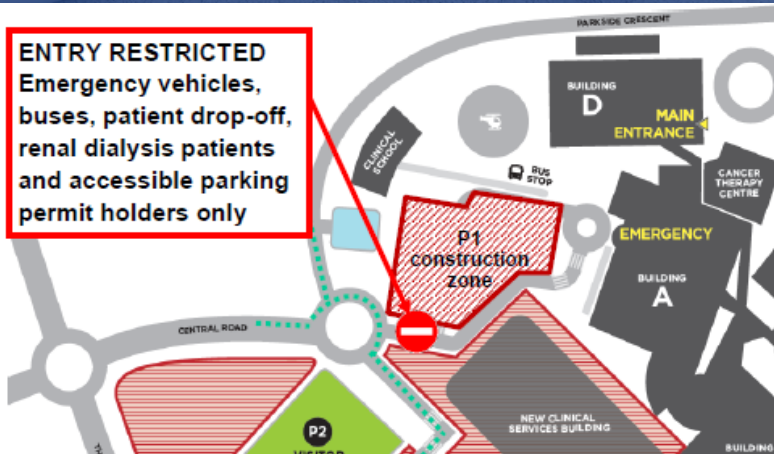 PARKSIDE CRESCENT
ENTRY RESTRICTED
Emergency vehicles,
buses, patient drop-off,
renal dialysis patients
and accessible parking
permit holders only
BUILDING
D
MAIN
ENTRANCE
CLINICAL
SCHOOL
BUS
STOP
CANCER
THERAPY
CENTRE
P1
construction
zone
EMERGENCY
BUILDING
A
CENTRAL ROAD
P2
VISITOR
NEW CLINICAL
SERVICES BUILDING
BUILDING